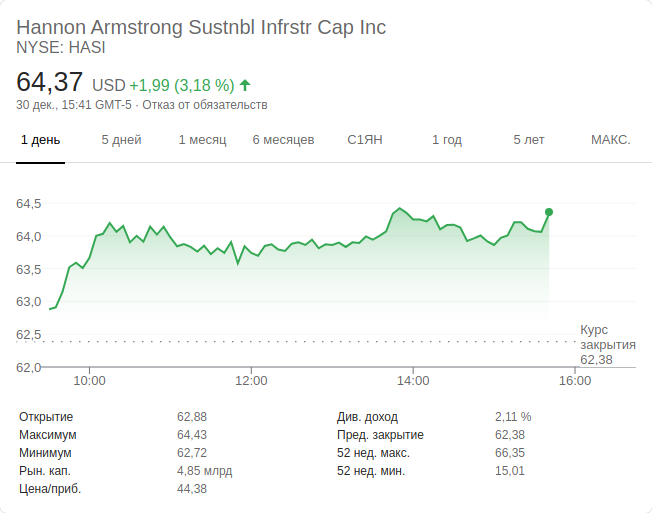 Hannon Armstrong Sustnbl Infrstr Cap Inc
NYSE: HASI
64,37 USD +1,99 (3,18 %)
30 дек., 15:41 GMT-5 · Отказ от обязательств
1 день 5 дней 1 месяц 6 месяцев С1ЯН 1 год 5 лет МАКС.
64,5
64,0
63,5
63,0
62,5
62,0
Курс
закрытия
62,38
10:00 12:00 14:00 16:00
Открытие 62,88 Див. доход 2,11 %
Максимум 64,43 Пред. закрытие 62,38
Минимум 62,72 52 нед. макс. 66,35
Рын. кап. 4,85 млрд 52 нед. мин. 15,01
Цена/приб. 44,38